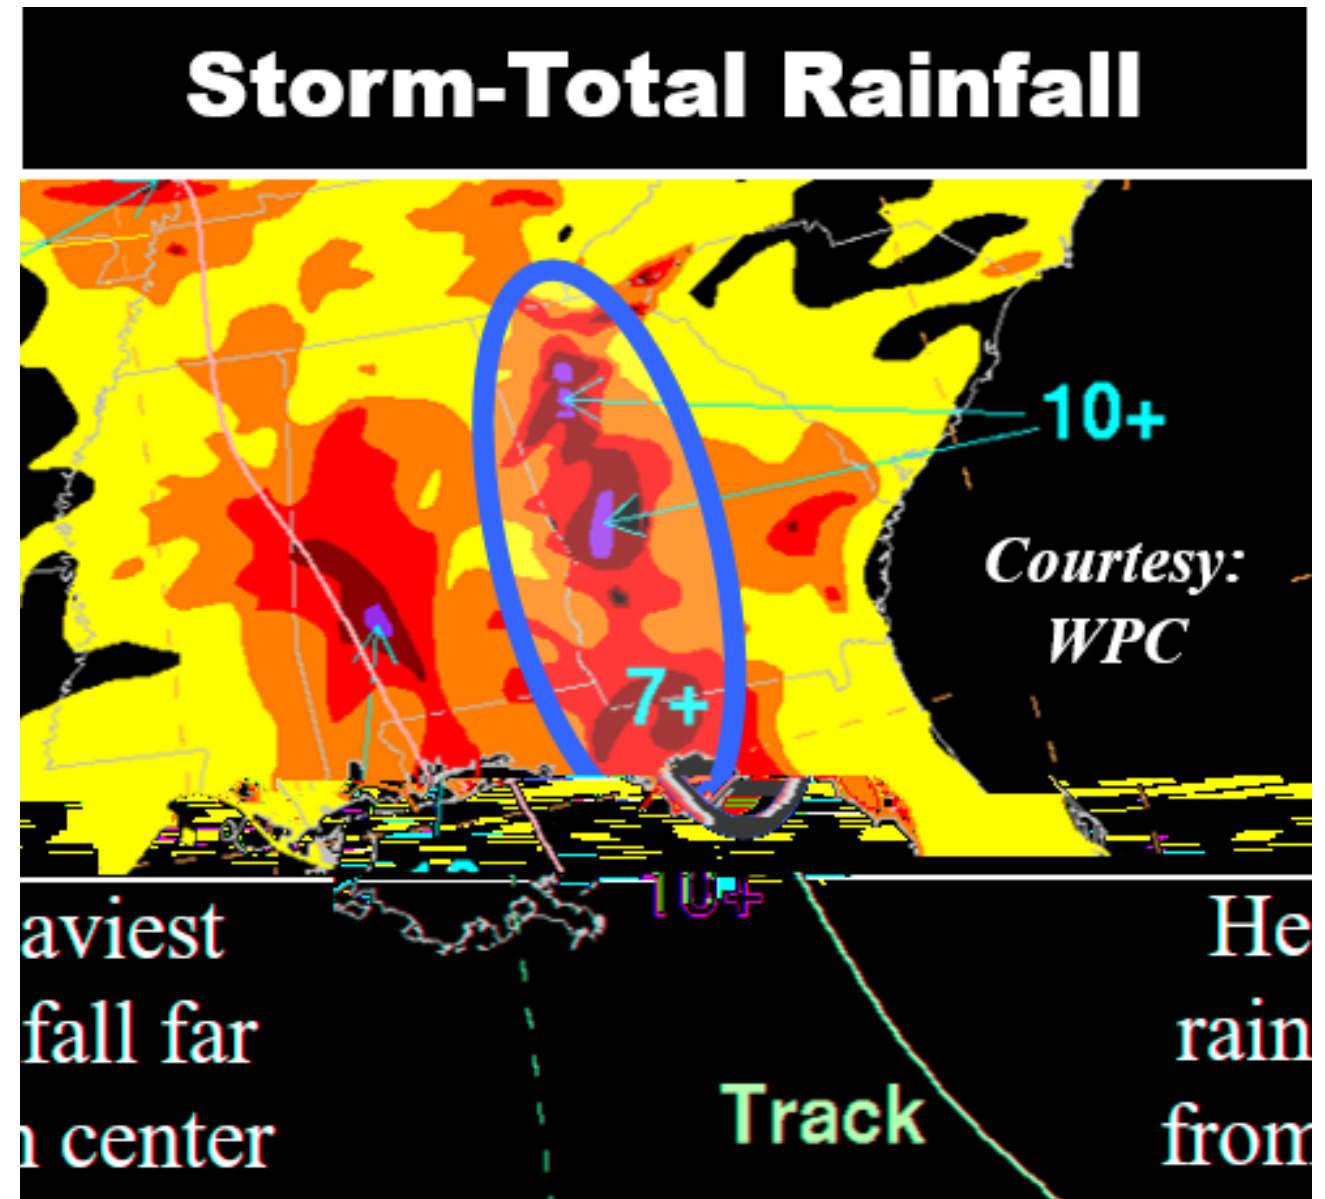 Storm-Total Rainfall
10+
Courtesy:
WPC
7+
10+
aviest
He
fall far
rain
center
from
Track